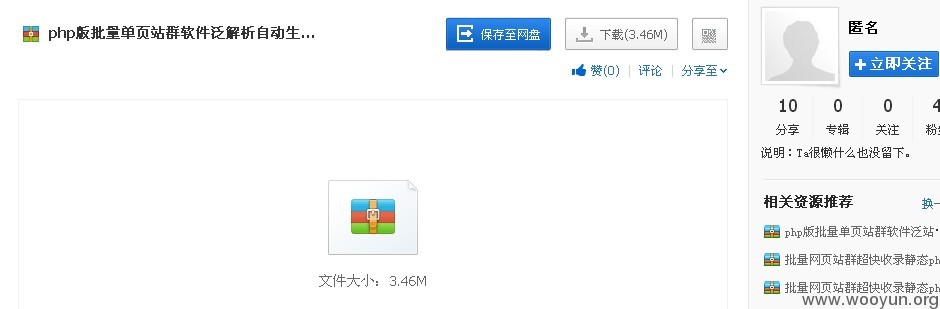 php版批量单页站群软件泛解析自动生...
保存至网盘
下载(3.46M)
赞(0)
评论
分享至
文件大小：3.46M
匿名
立即关注
10 0 0 4
分享 专辑 关注 粉
说明：Ta很懒什么也没留下。
相关资源推荐 换一
php版批量单页站群软件泛站·
批量网页站群超快收录静态ph
批量网页站群超快收录静态ph
www.wooyun.org